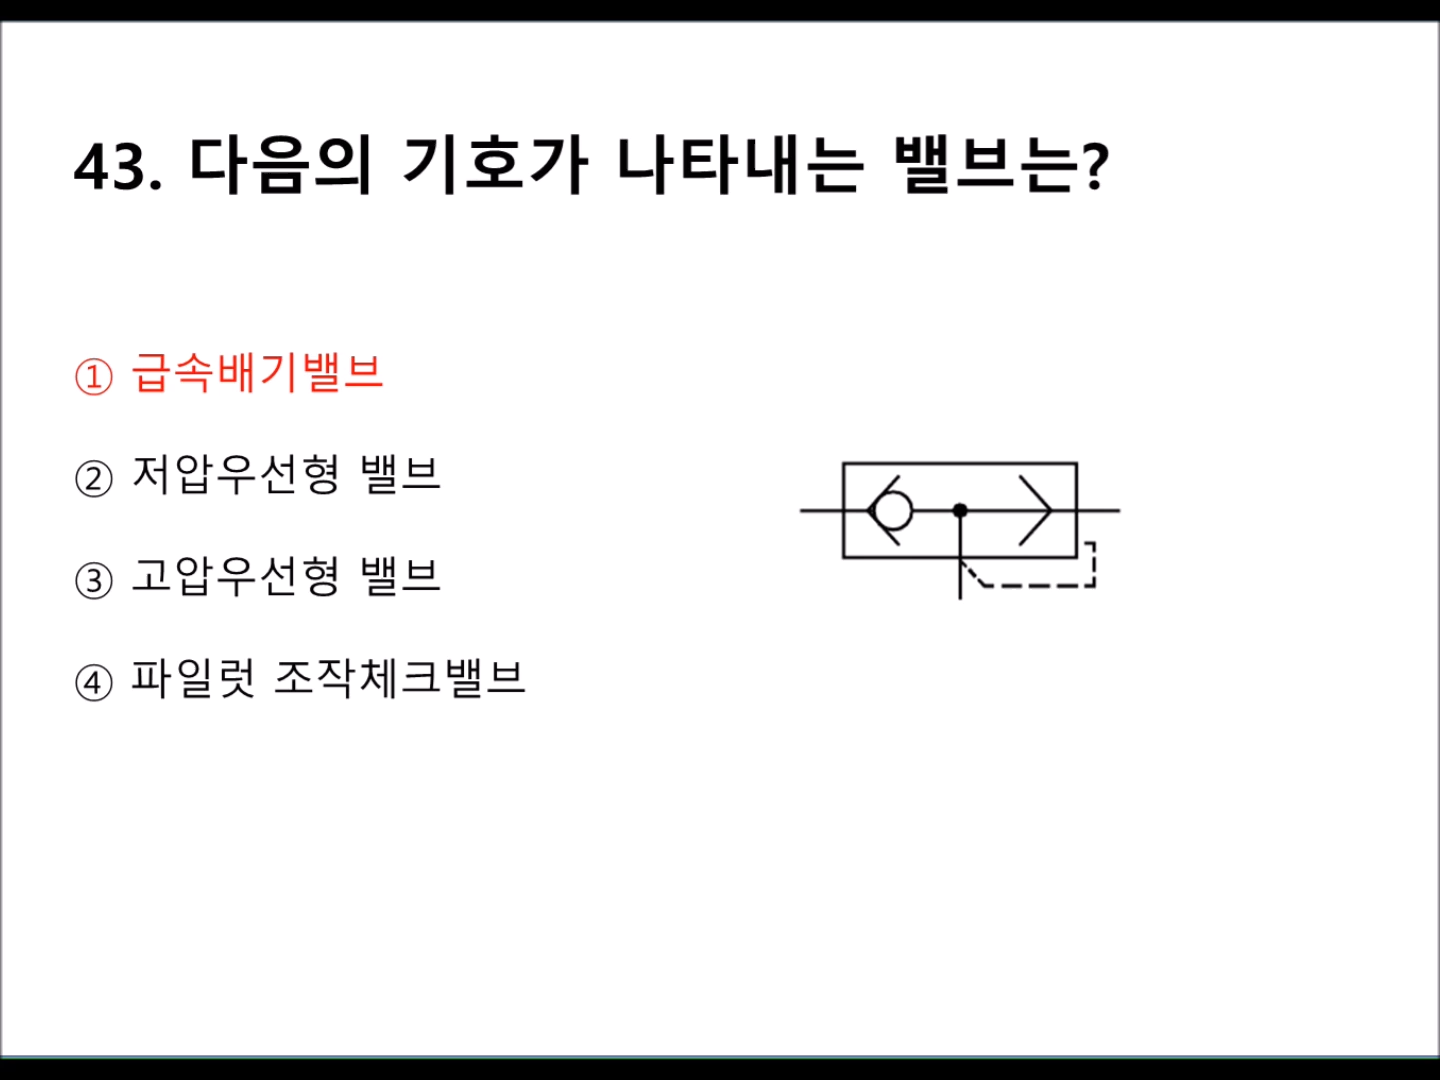 43. 다음의 기호가 나타내는 밸브는?
① 급속배기밸브
② 저압우선형 밸브
③ 고압우선형 밸브
④ 파일럿 조작체크밸브